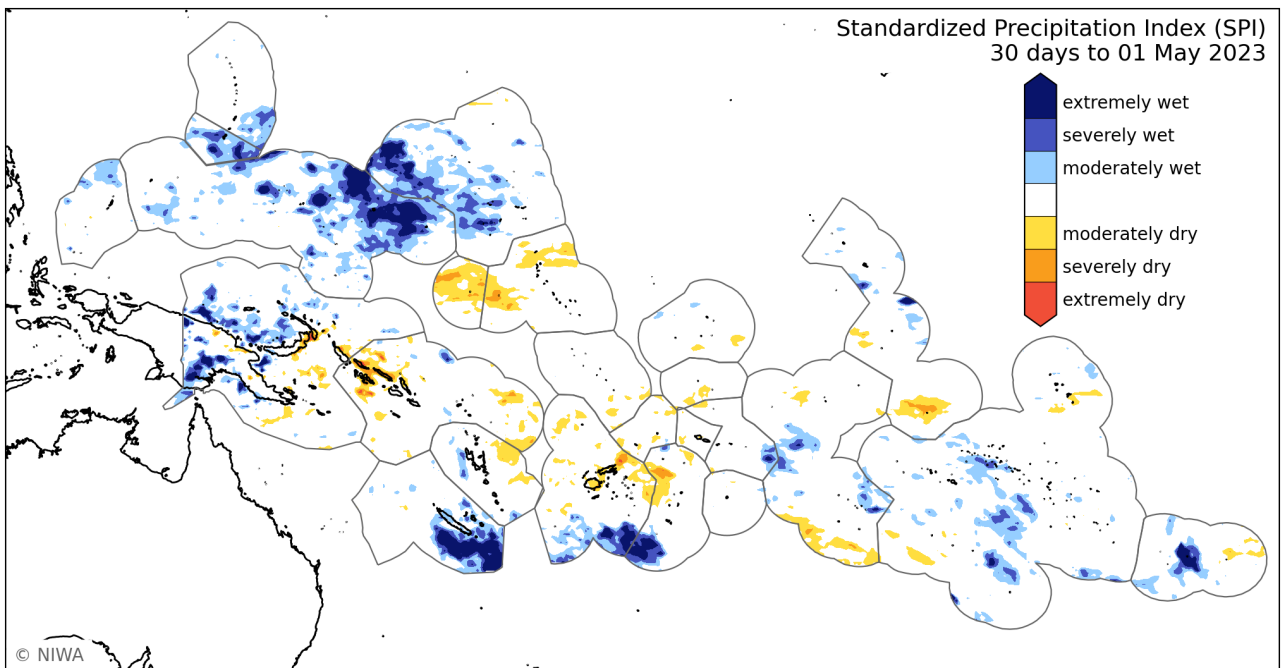 Standardized Precipitation Index (SPI)
30 days to 01 May 2023
extremely wet
severely wet
moderately wet
moderately dry
severely dry
extremely dry
© NIWA